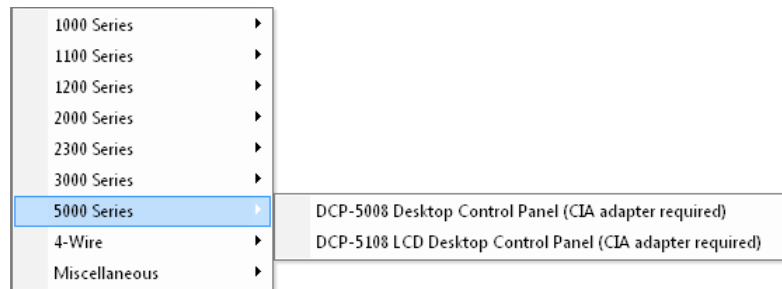 1000 Series
1100 Series
1200 Series
2000 Series
2300 Series
3000 Series
5000 Series
DCP-5008 Desktop Control Panel (CIA adapter required)
4-Wire
DCP-5108 LCD Desktop Control Panel (CIA adapter required)
Miscellaneous